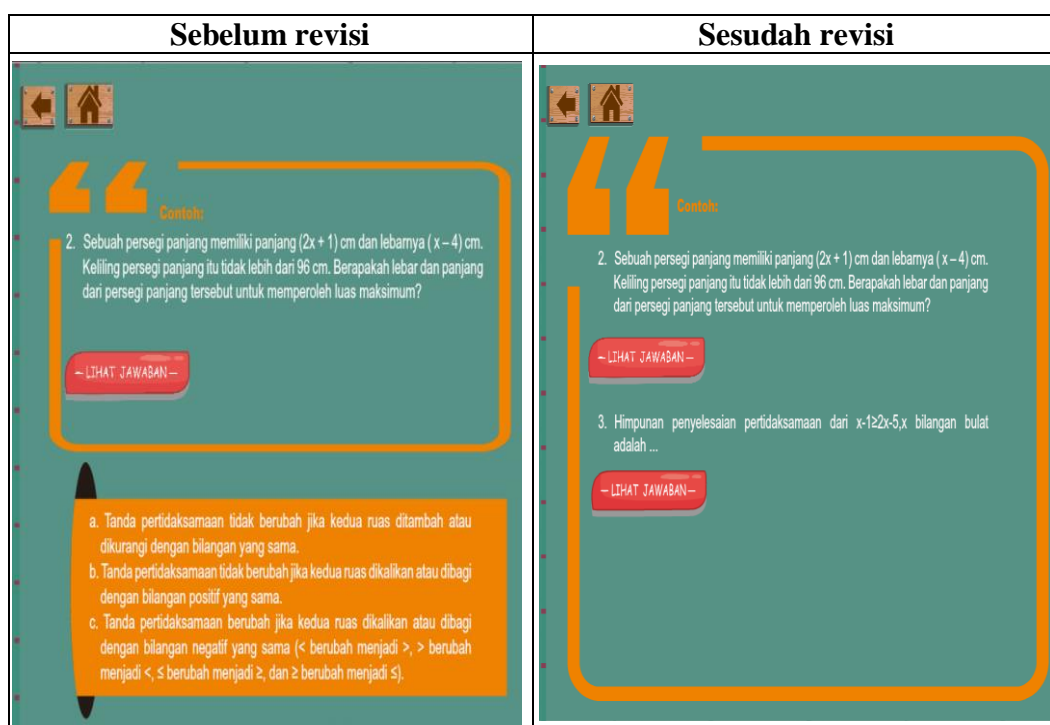 Sebelum revisi
Contoh:
2. Sebuah persegi panjang memiliki panjang (2x + 1) cm dan lebarnya ( x – 4) cm.
Keliling persegi panjang itu tidak lebih dari 96 cm. Berapakah lebar dan panjang
dari persegi panjang tersebut untuk memperoleh luas maksimum?
– LIHAT JAWABAN –
a. Tanda pertidaksamaan tidak berubah jika kedua ruas ditambah atau
dikurangi dengan bilangan yang sama.
b. Tanda pertidaksamaan tidak berubah jika kedua ruas dikalikan atau dibagi
dengan bilangan positif yang sama.
c. Tanda pertidaksamaan berubah jika kedua ruas dikalikan atau dibagi
dengan bilangan negatif yang sama (< berubah menjadi >, > berubah
menjadi <, ≤ berubah menjadi ≥, dan ≥ berubah menjadi ≤).
Sesudah revisi
Contoh:
2. Sebuah persegi panjang memiliki panjang (2x + 1) cm dan lebarnya ( x – 4) cm.
Keliling persegi panjang itu tidak lebih dari 96 cm. Berapakah lebar dan panjang
dari persegi panjang tersebut untuk memperoleh luas maksimum?
– LIHAT JAWABAN –
3. Himpunan penyelesaian pertidaksamaan dari x-1≥2x-5,x bilangan bulat
adalah ...
– LIHAT JAWABAN –